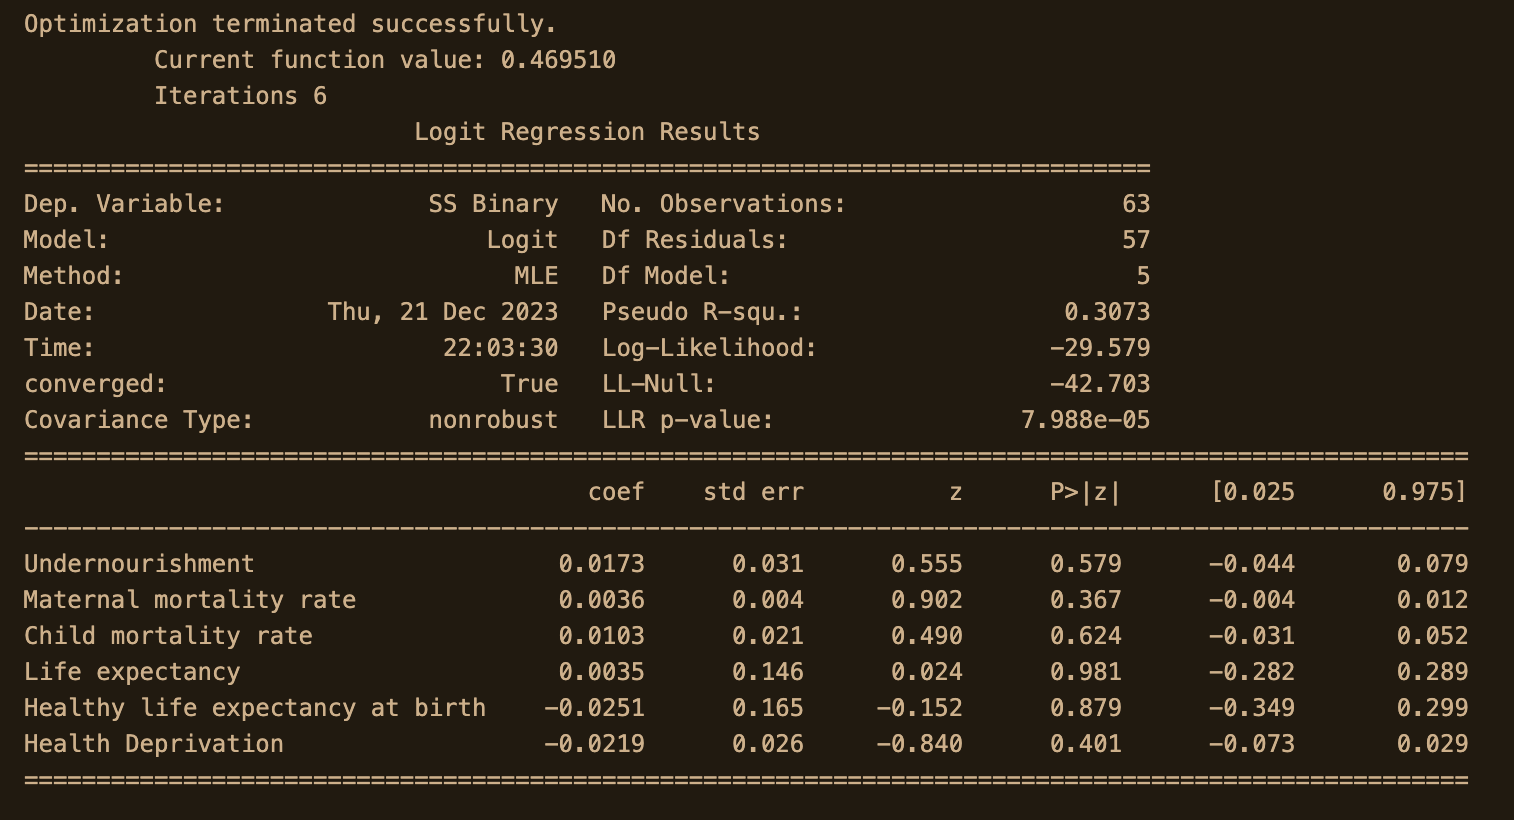 Optimization terminated successfully.
Current function value: 0.469510
Iterations 6
Logit Regression Results
==============================================================================
Dep. Variable: SS Binary No. Observations: 63
Model: Logit Df Residuals: 57
Method: MLE Df Model: 5
Date: Thu, 21 Dec 2023 Pseudo R-squ.: 0.3073
Time: 22:03:30 Log-Likelihood: -29.579
converged: True LL-Null: -42.703
Covariance Type: nonrobust LLR p-value: 7.988e-05
====================================================================================================
coef std err z P>|z| [0.025 0.975]
----------------------------------------------------------------------------------------------------
Undernourishment 0.0173 0.031 0.555 0.579 -0.044 0.079
Maternal mortality rate 0.0036 0.004 0.902 0.367 -0.004 0.012
Child mortality rate 0.0103 0.021 0.490 0.624 -0.031 0.052
Life expectancy 0.0035 0.146 0.024 0.981 -0.282 0.289
Healthy life expectancy at birth -0.0251 0.165 -0.152 0.879 -0.349 0.299
Health Deprivation -0.0219 0.026 -0.840 0.401 -0.073 0.029
====================================================================================================